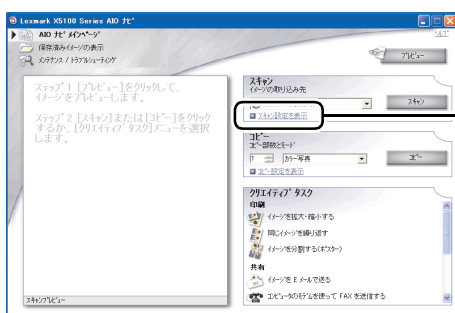 Lexmark X5100 Series AIO ナビ
AIO ナビ メインページ
ヘルプ
保存済みイメージの表示
メンテナンス / トラブルシューティング
プレビュー
ステップ 1 [プレビュー]をクリックして、
イメージをプレビューします。
ステップ 2 [スキャン]または[コピー]をクリック
するか、[クリエイティブ タスク]メニューを選択
します。
スキャン
イメージの取り込み先
スキャン
スキャン設定を表示
コピー
コピー部数とモード
1
カラー写真
コピー
コピー設定を表示
クリエイティブ タスク
印刷
イメージを拡大・縮小する
同じイメージを繰り返す
イメージを分割する(ポスター)
共有
イメージを E メールで送る
コンピュータのモデムを使って FAX を送信する
スキャンプレビュー